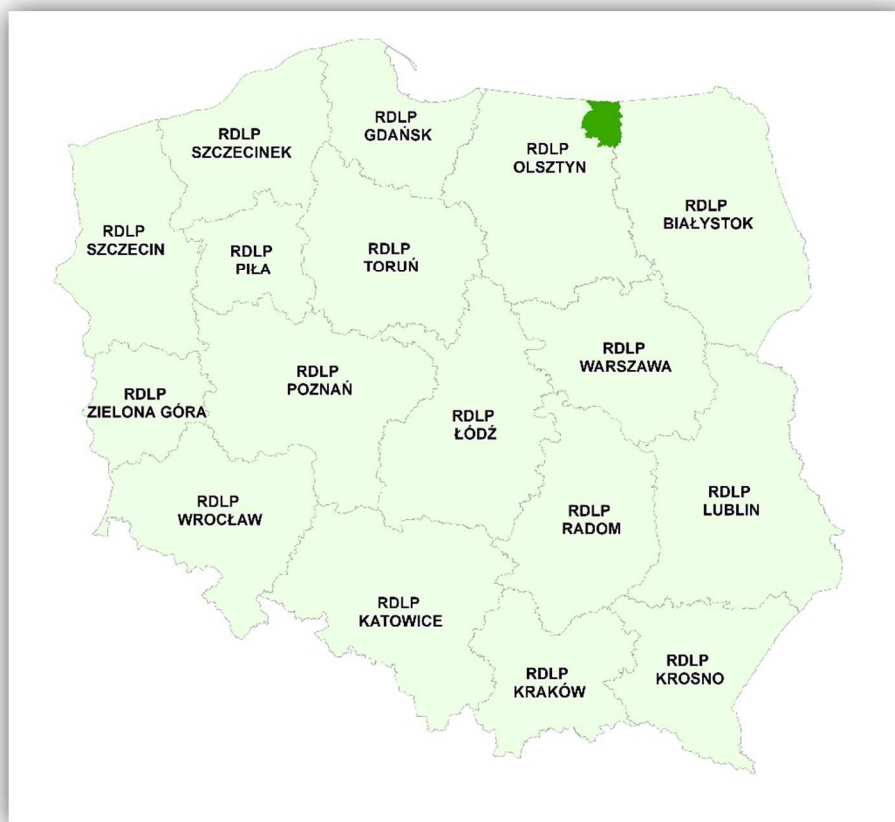 RDLP
GDAŃSK
RDLP
SZCZECINEK
RDLP
OLSZTYN
RDLP
BIAŁYSTOK
RDLP
SZCZECIN
RDLP
PIŁA
RDLP
TORUŃ
RDLP
WARSZAWA
RDLP
POZNAŃ
RDLP
ZIELONA GÓRA
RDLP
ŁÓDŹ
RDLP
WROCŁAW
RDLP
RADOM
RDLP
LUBLIN
RDLP
KATOWICE
RDLP
KRAKÓW
RDLP
KROSNO